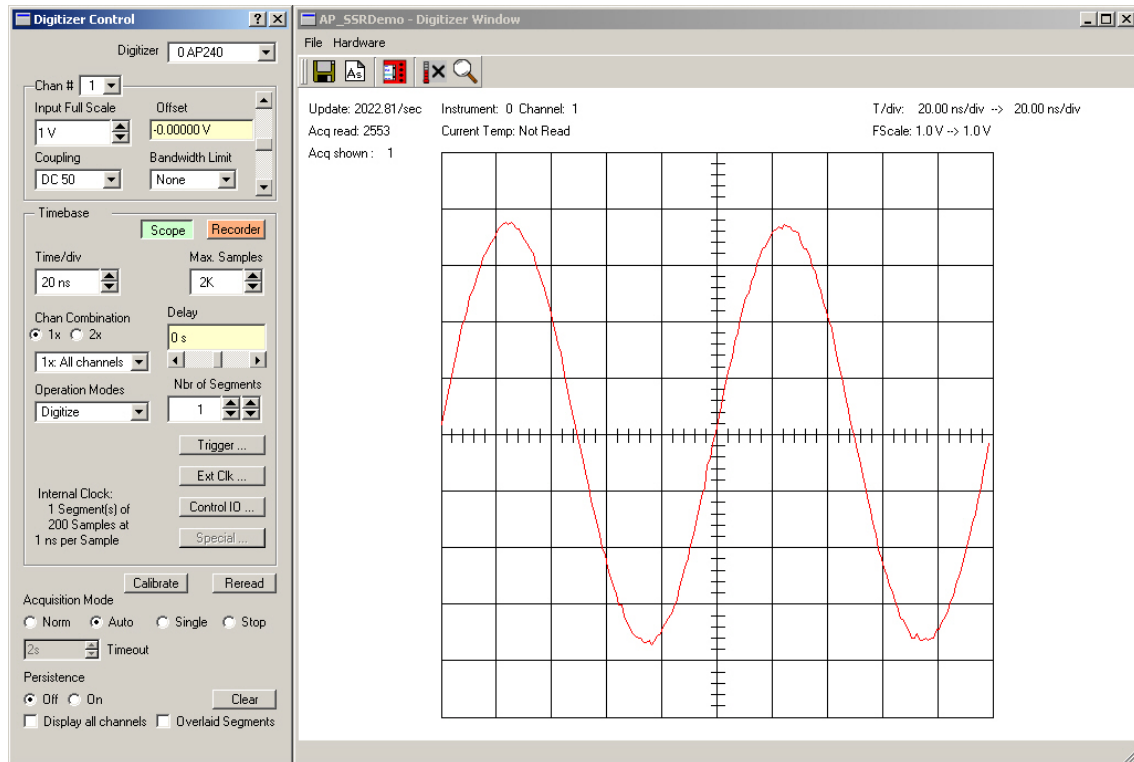 Digitizer Control
Digitizer 0 AP240
Chan # 1
Input Full Scale Offset
1 V -0.00000 V
Coupling Bandwidth Limit
DC 50 None
Timebase
Scope Recorder
Time/div Max. Samples
20 ns 2K
Chan Combination Delay
1x 2x 0 s
1x: All channels
Operation Modes Nbr of Segments
Digitize 1
Trigger ...
Ext Clk ...
Internal Clock:
1 Segment(s) of Control IO ...
200 Samples at
1 ns per Sample Special ...
Calibrate Reread
Acquisition Mode
Norm Auto Single Stop
2s Timeout
Persistence
Off On Clear
Display all channels Overlaid Segments
AP_SSRDemo - Digitizer Window
File Hardware
As
Update: 2022.81/sec Instrument: 0 Channel: 1 T/div: 20.00 ns/div --> 20.00 ns/div
Acq read: 2553 Current Temp: Not Read FScale: 1.0 V --> 1.0 V
Acq shown : 1